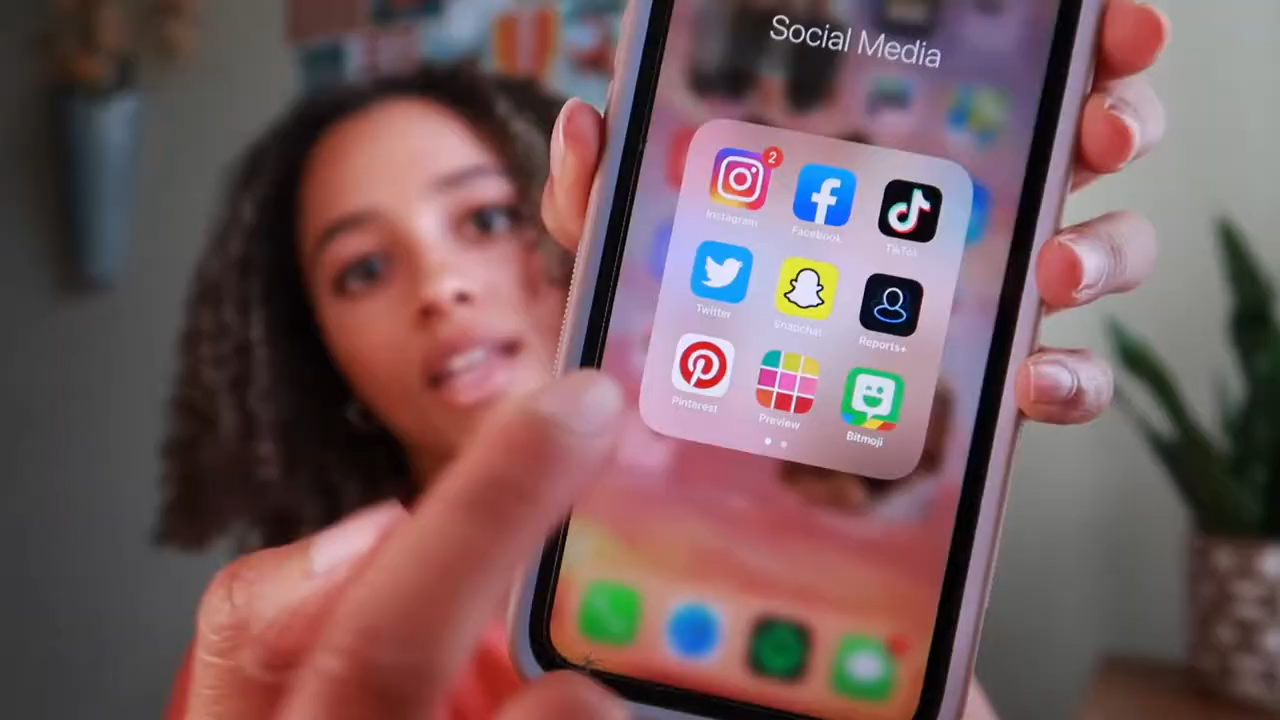 Social Media
2
Instagram
Facebook
TikTok
Twitter
Snapchat
Reports+
Pinterest
Preview
Bitmoji